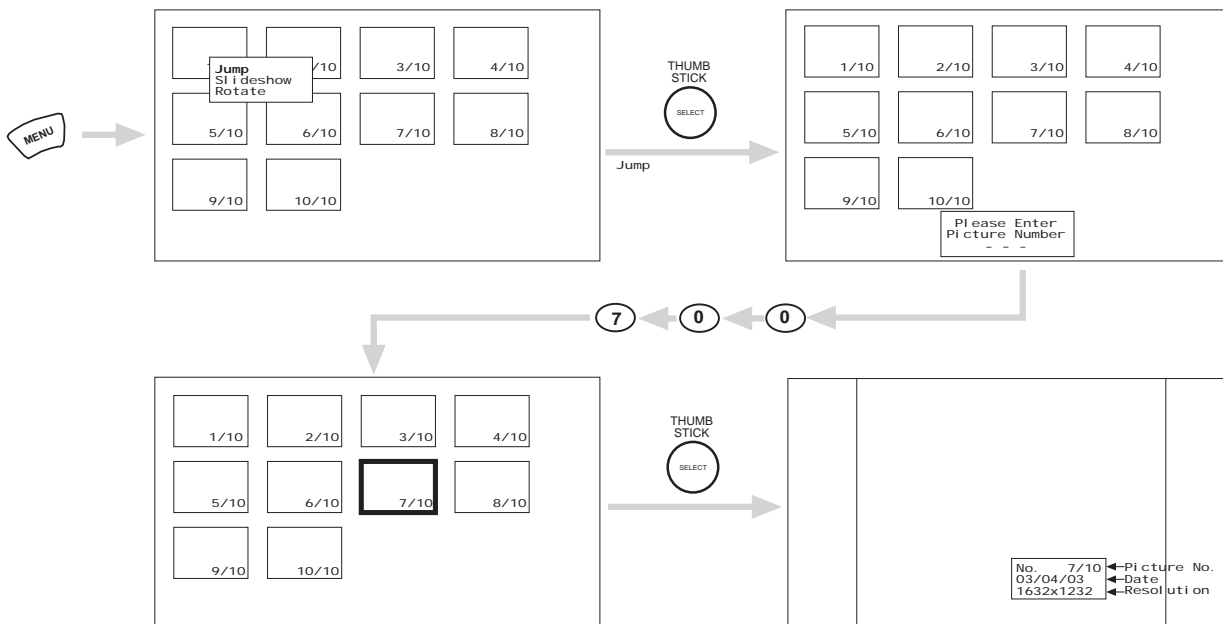 MENU
Jump
Slideshow
Rotate
/10
3/10
4/10
5/10
6/10
7/10
8/10
9/10
10/10
THUMB
STICK
SELECT
Jump
1/10
2/10
3/10
4/10
5/10
6/10
7/10
8/10
9/10
10/10
Please Enter
Picture Number
- - -
7
0
0
1/10
2/10
3/10
4/10
5/10
6/10
7/10
8/10
9/10
10/10
THUMB
STICK
SELECT
No. 7/10
Picture No.
03/04/03
Date
1632x1232
Resolution